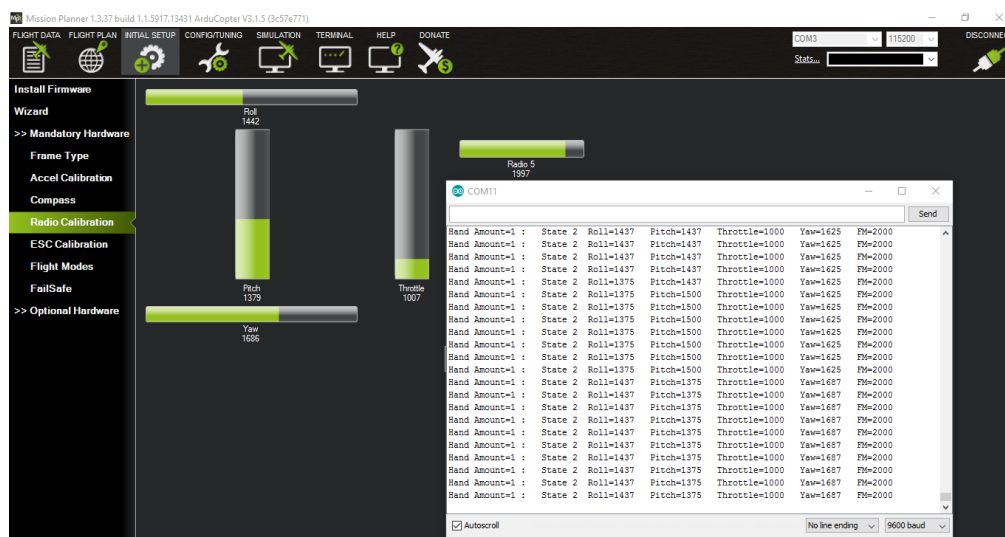 Mission Planner 1.3.37 build 1.1.5917.13431 ArduCopter V3.1.5 (3c57e771)
FLIGHT DATA FLIGHT PLAN INITIAL SETUP CONFIG/TUNING SIMULATION TERMINAL HELP DONATE
COM3 115200 DISCONNE
Stats...
Install Firmware
Wizard
>> Mandatory Hardware
Frame Type
Accel Calibration
Compass
Radio Calibration
ESC Calibration
Flight Modes
FailSafe
>> Optional Hardware
Roll
1442
Pitch
1379
Throttle
1007
Yaw
1686
Radio 5
1997
COM11
Send
Hand Amount=1 : State 2 Roll=1437 Pitch=1437 Throttle=1000 Yaw=1625 FM=2000
Hand Amount=1 : State 2 Roll=1437 Pitch=1437 Throttle=1000 Yaw=1625 FM=2000
Hand Amount=1 : State 2 Roll=1437 Pitch=1437 Throttle=1000 Yaw=1625 FM=2000
Hand Amount=1 : State 2 Roll=1437 Pitch=1437 Throttle=1000 Yaw=1625 FM=2000
Hand Amount=1 : State 2 Roll=1375 Pitch=1437 Throttle=1000 Yaw=1625 FM=2000
Hand Amount=1 : State 2 Roll=1375 Pitch=1500 Throttle=1000 Yaw=1625 FM=2000
Hand Amount=1 : State 2 Roll=1375 Pitch=1500 Throttle=1000 Yaw=1625 FM=2000
Hand Amount=1 : State 2 Roll=1375 Pitch=1500 Throttle=1000 Yaw=1625 FM=2000
Hand Amount=1 : State 2 Roll=1375 Pitch=1500 Throttle=1000 Yaw=1625 FM=2000
Hand Amount=1 : State 2 Roll=1375 Pitch=1500 Throttle=1000 Yaw=1625 FM=2000
Hand Amount=1 : State 2 Roll=1375 Pitch=1500 Throttle=1000 Yaw=1625 FM=2000
Hand Amount=1 : State 2 Roll=1375 Pitch=1500 Throttle=1000 Yaw=1625 FM=2000
Hand Amount=1 : State 2 Roll=1437 Pitch=1375 Throttle=1000 Yaw=1687 FM=2000
Hand Amount=1 : State 2 Roll=1437 Pitch=1375 Throttle=1000 Yaw=1687 FM=2000
Hand Amount=1 : State 2 Roll=1437 Pitch=1375 Throttle=1000 Yaw=1687 FM=2000
Hand Amount=1 : State 2 Roll=1437 Pitch=1375 Throttle=1000 Yaw=1687 FM=2000
Hand Amount=1 : State 2 Roll=1437 Pitch=1375 Throttle=1000 Yaw=1687 FM=2000
Hand Amount=1 : State 2 Roll=1437 Pitch=1375 Throttle=1000 Yaw=1687 FM=2000
Hand Amount=1 : State 2 Roll=1437 Pitch=1375 Throttle=1000 Yaw=1687 FM=2000
Hand Amount=1 : State 2 Roll=1437 Pitch=1375 Throttle=1000 Yaw=1687 FM=2000
Hand Amount=1 : State 2 Roll=1437 Pitch=1375 Throttle=1000 Yaw=1687 FM=2000
Hand Amount=1 : State 2 Roll=1437 Pitch=1375 Throttle=1000 Yaw=1687 FM=2000
Autoscroll
No line ending 9600 baud